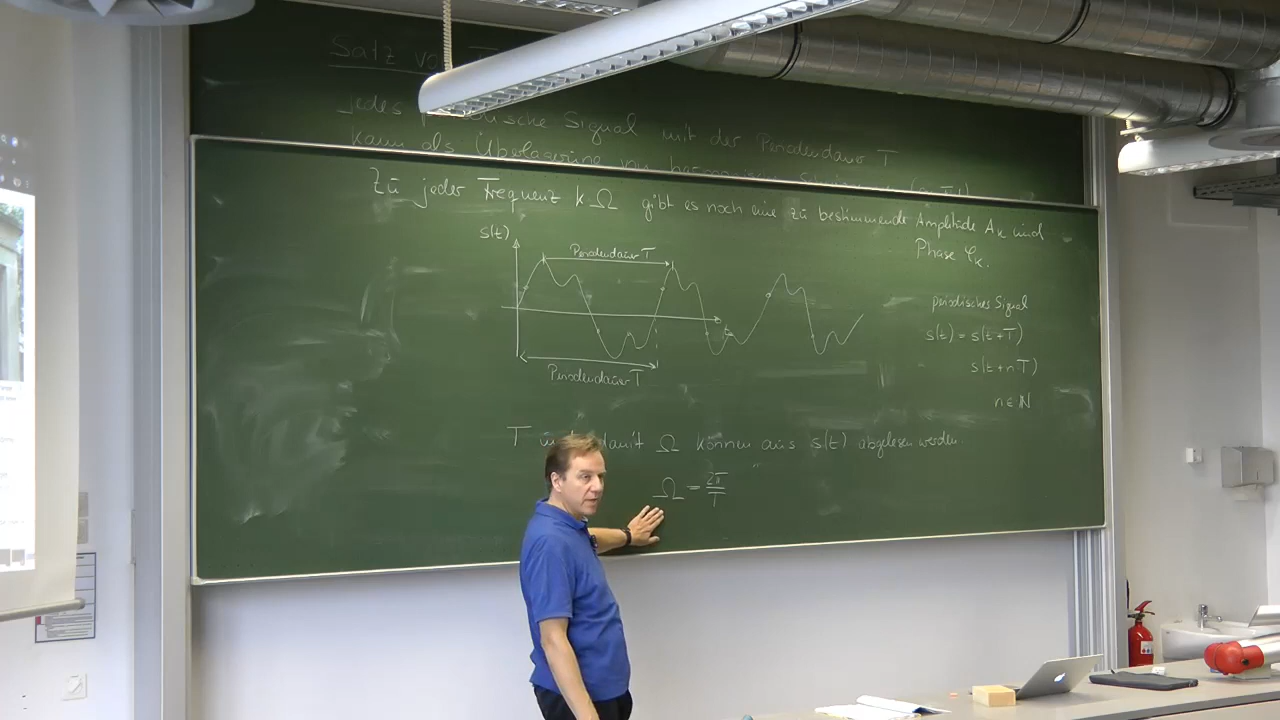 Satz von
jedes periodische Signal mit der Periodendauer T
kann als Überlagerung von harmonischen
Zu jeder Frequenz kΩ gibt es noch eine zu bestimmende Amplitude Aₖ und
Phase φₖ.
s(t)
Periodendauer T
t
Periodendauer T
periodisches Signal
s(t) = s(t+T)
s(t+n·T)
n ∈ ℕ
T und damit Ω können aus s(t) abgelesen werden
Ω = 2π/T